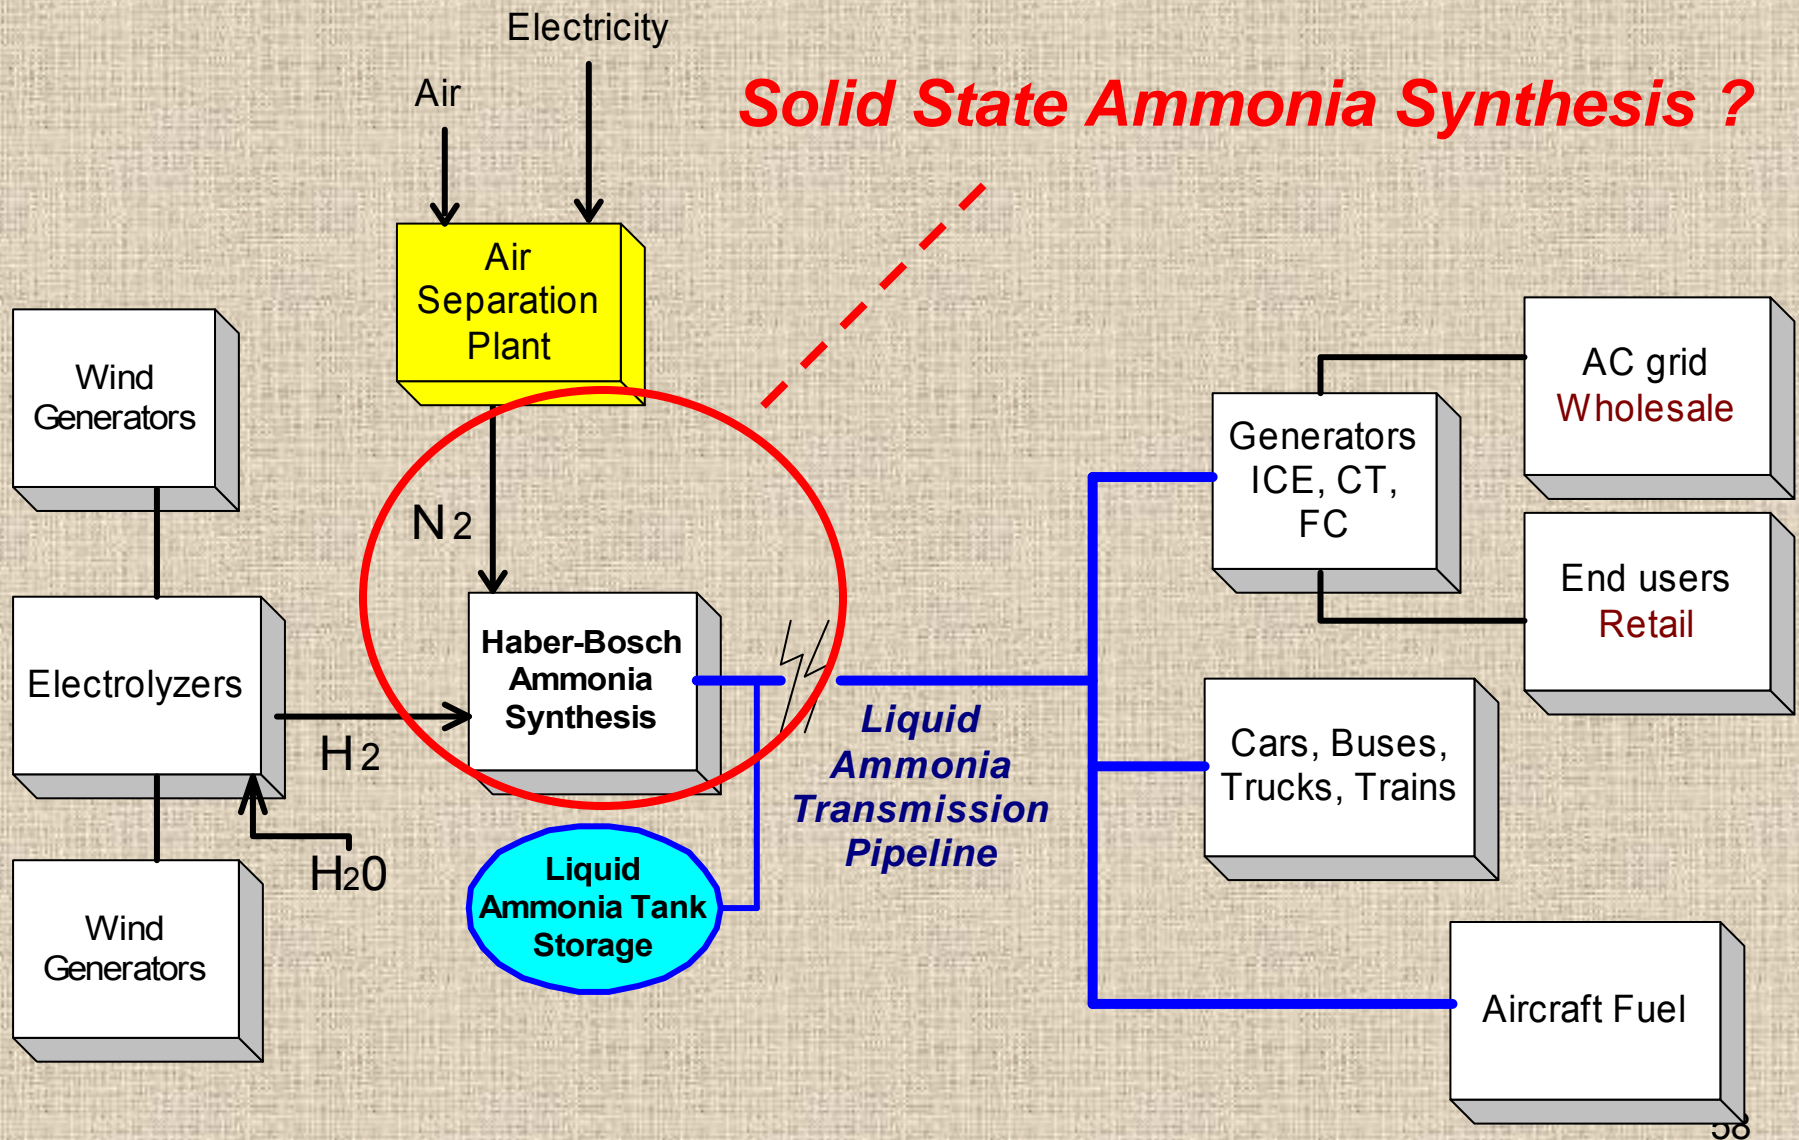 Electricity
Air
Solid State Ammonia Synthesis ?
Air
Separation
Plant
Wind
Generators
N2
Haber-Bosch
Ammonia
Synthesis
Electrolyzers
H2
H20
Wind
Generators
Liquid
Ammonia Tank
Storage
Liquid
Ammonia
Transmission
Pipeline
Generators
ICE, CT,
FC
AC grid
Wholesale
End users
Retail
Cars, Buses,
Trucks, Trains
Aircraft Fuel
58